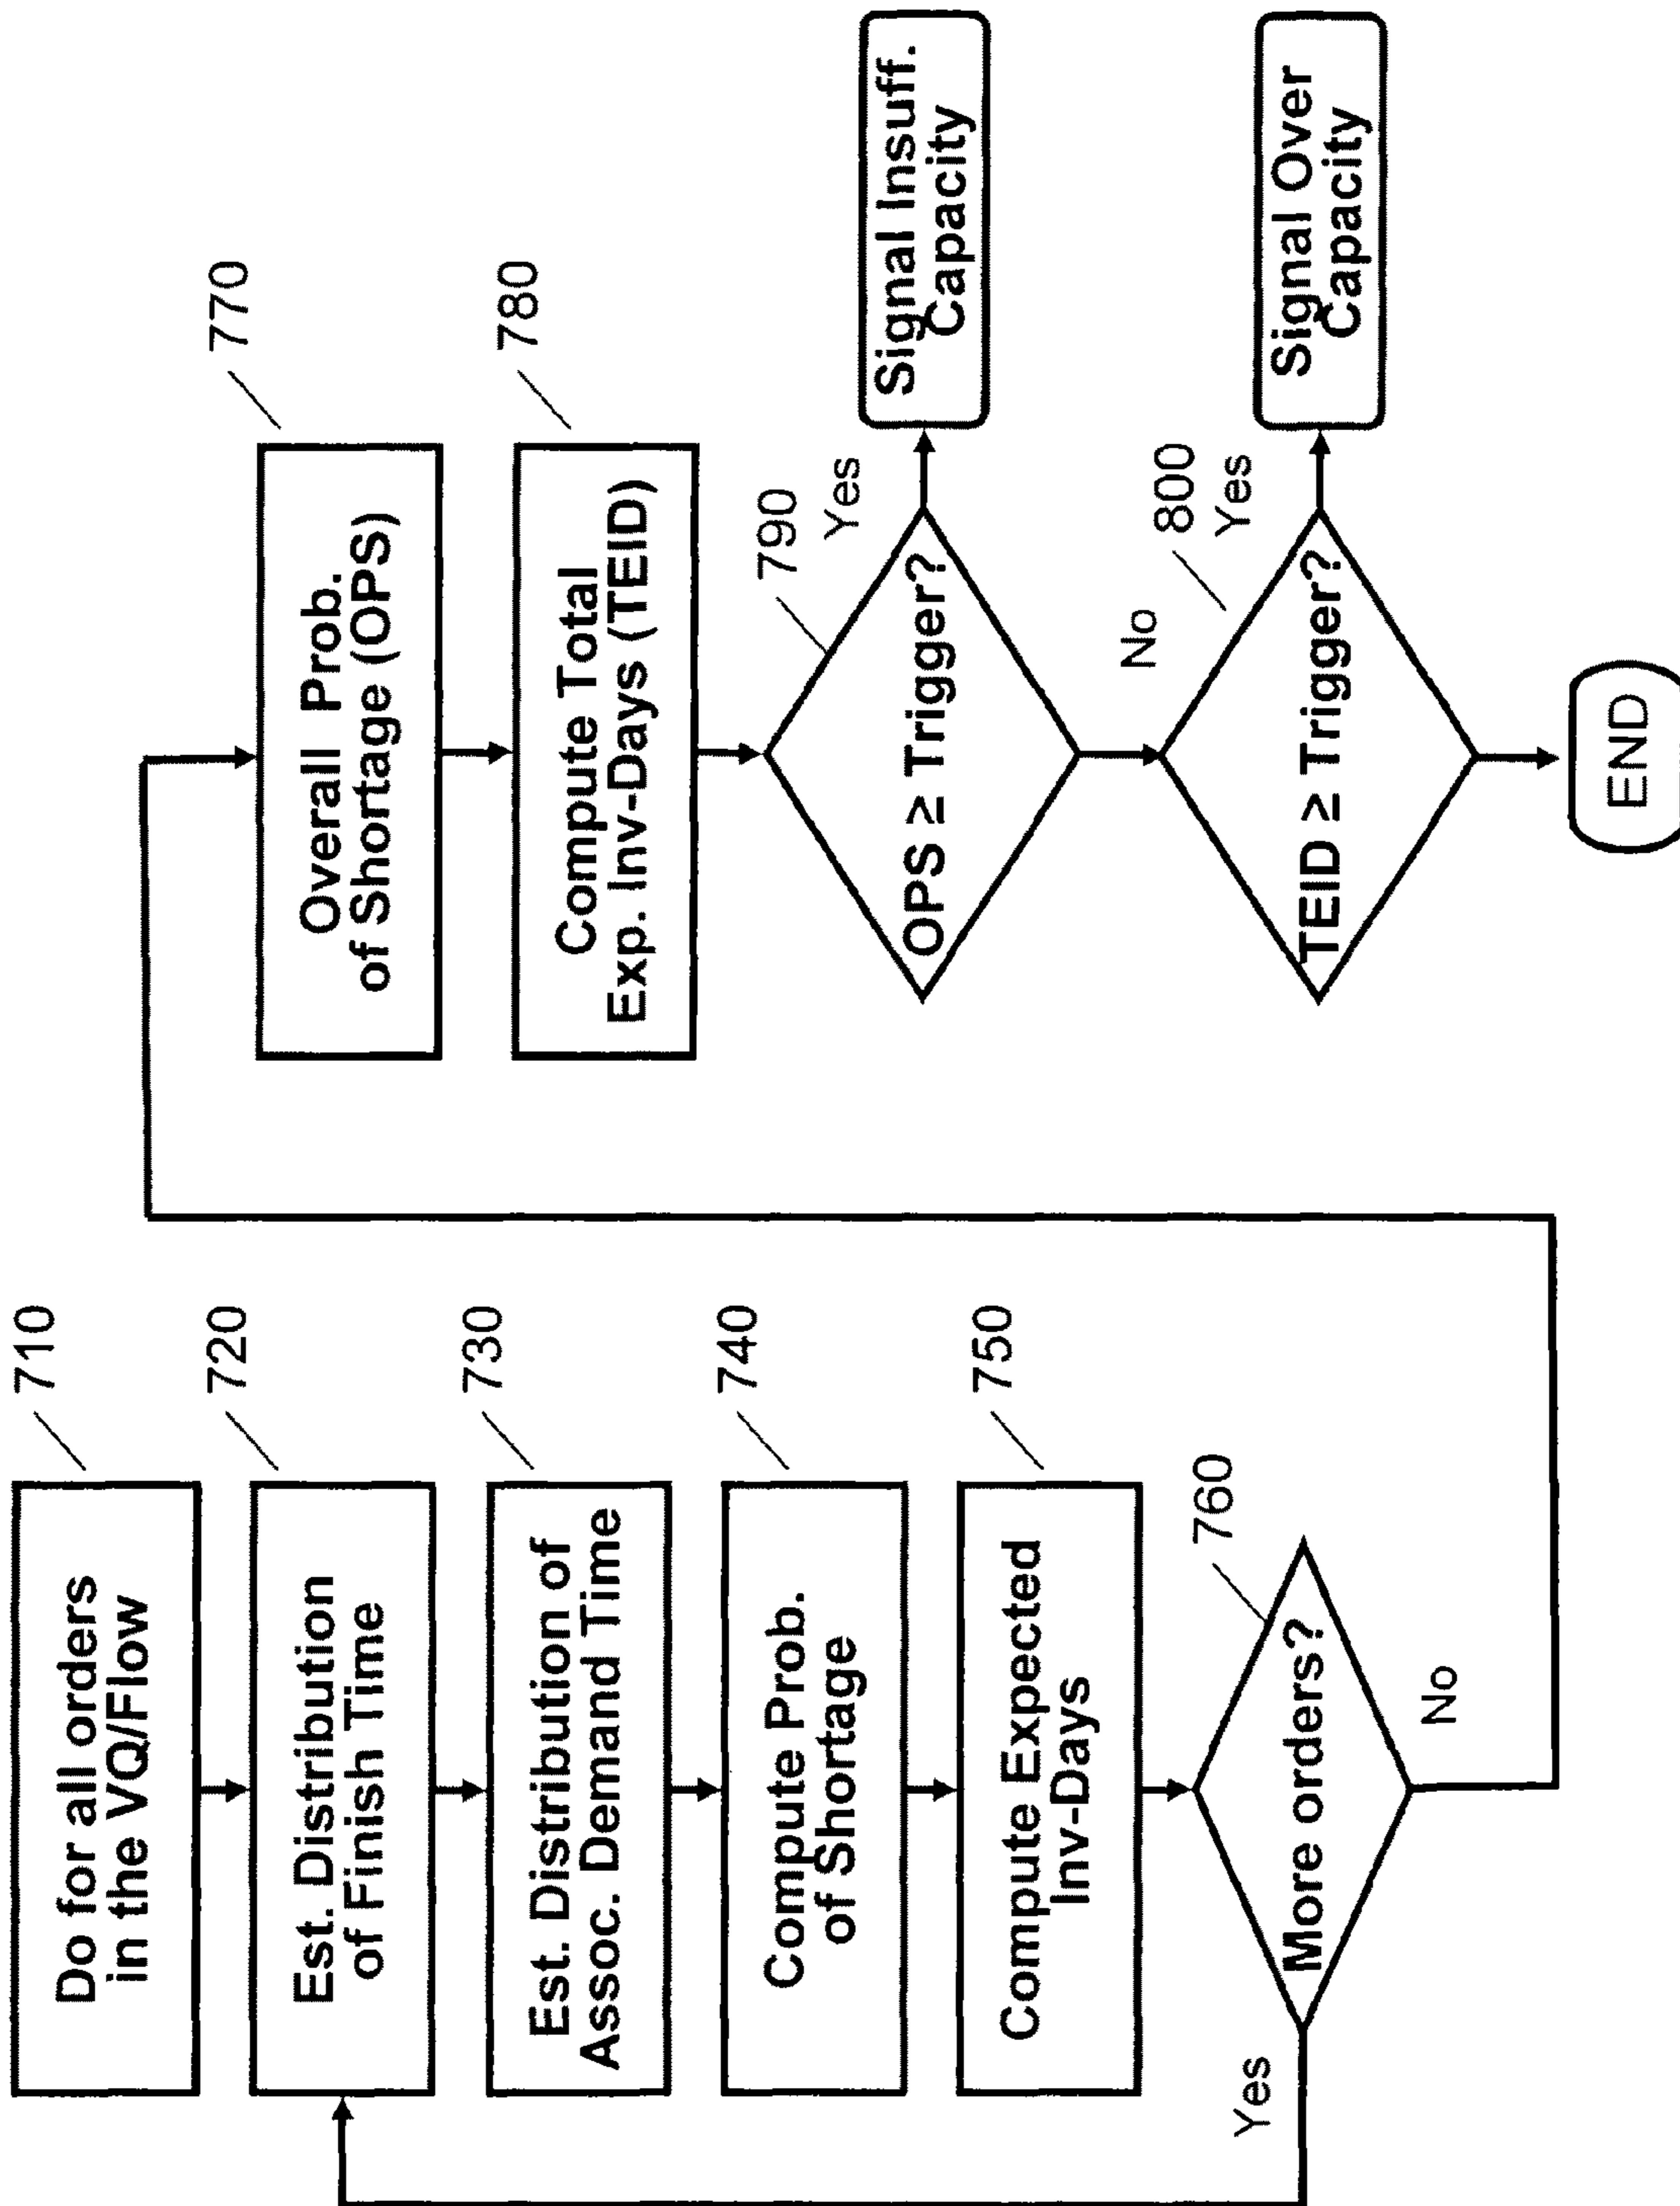 710
Do for all orders
in the VQ/Flow
720
Est. Distribution
of Finish Time
730
Est. Distribution of
Assoc. Demand Time
740
Compute Prob.
of Shortage
750
Compute Expected
Inv-Days
760
More orders?
Yes
No
770
Overall Prob.
of Shortage (OPS)
780
Compute Total
Exp. Inv-Days (TEID)
790
OPS ≥ Trigger?
Yes
Signal Insuff.
Capacity
No
800
TEID ≥ Trigger?
Yes
Signal Over
Capacity
END